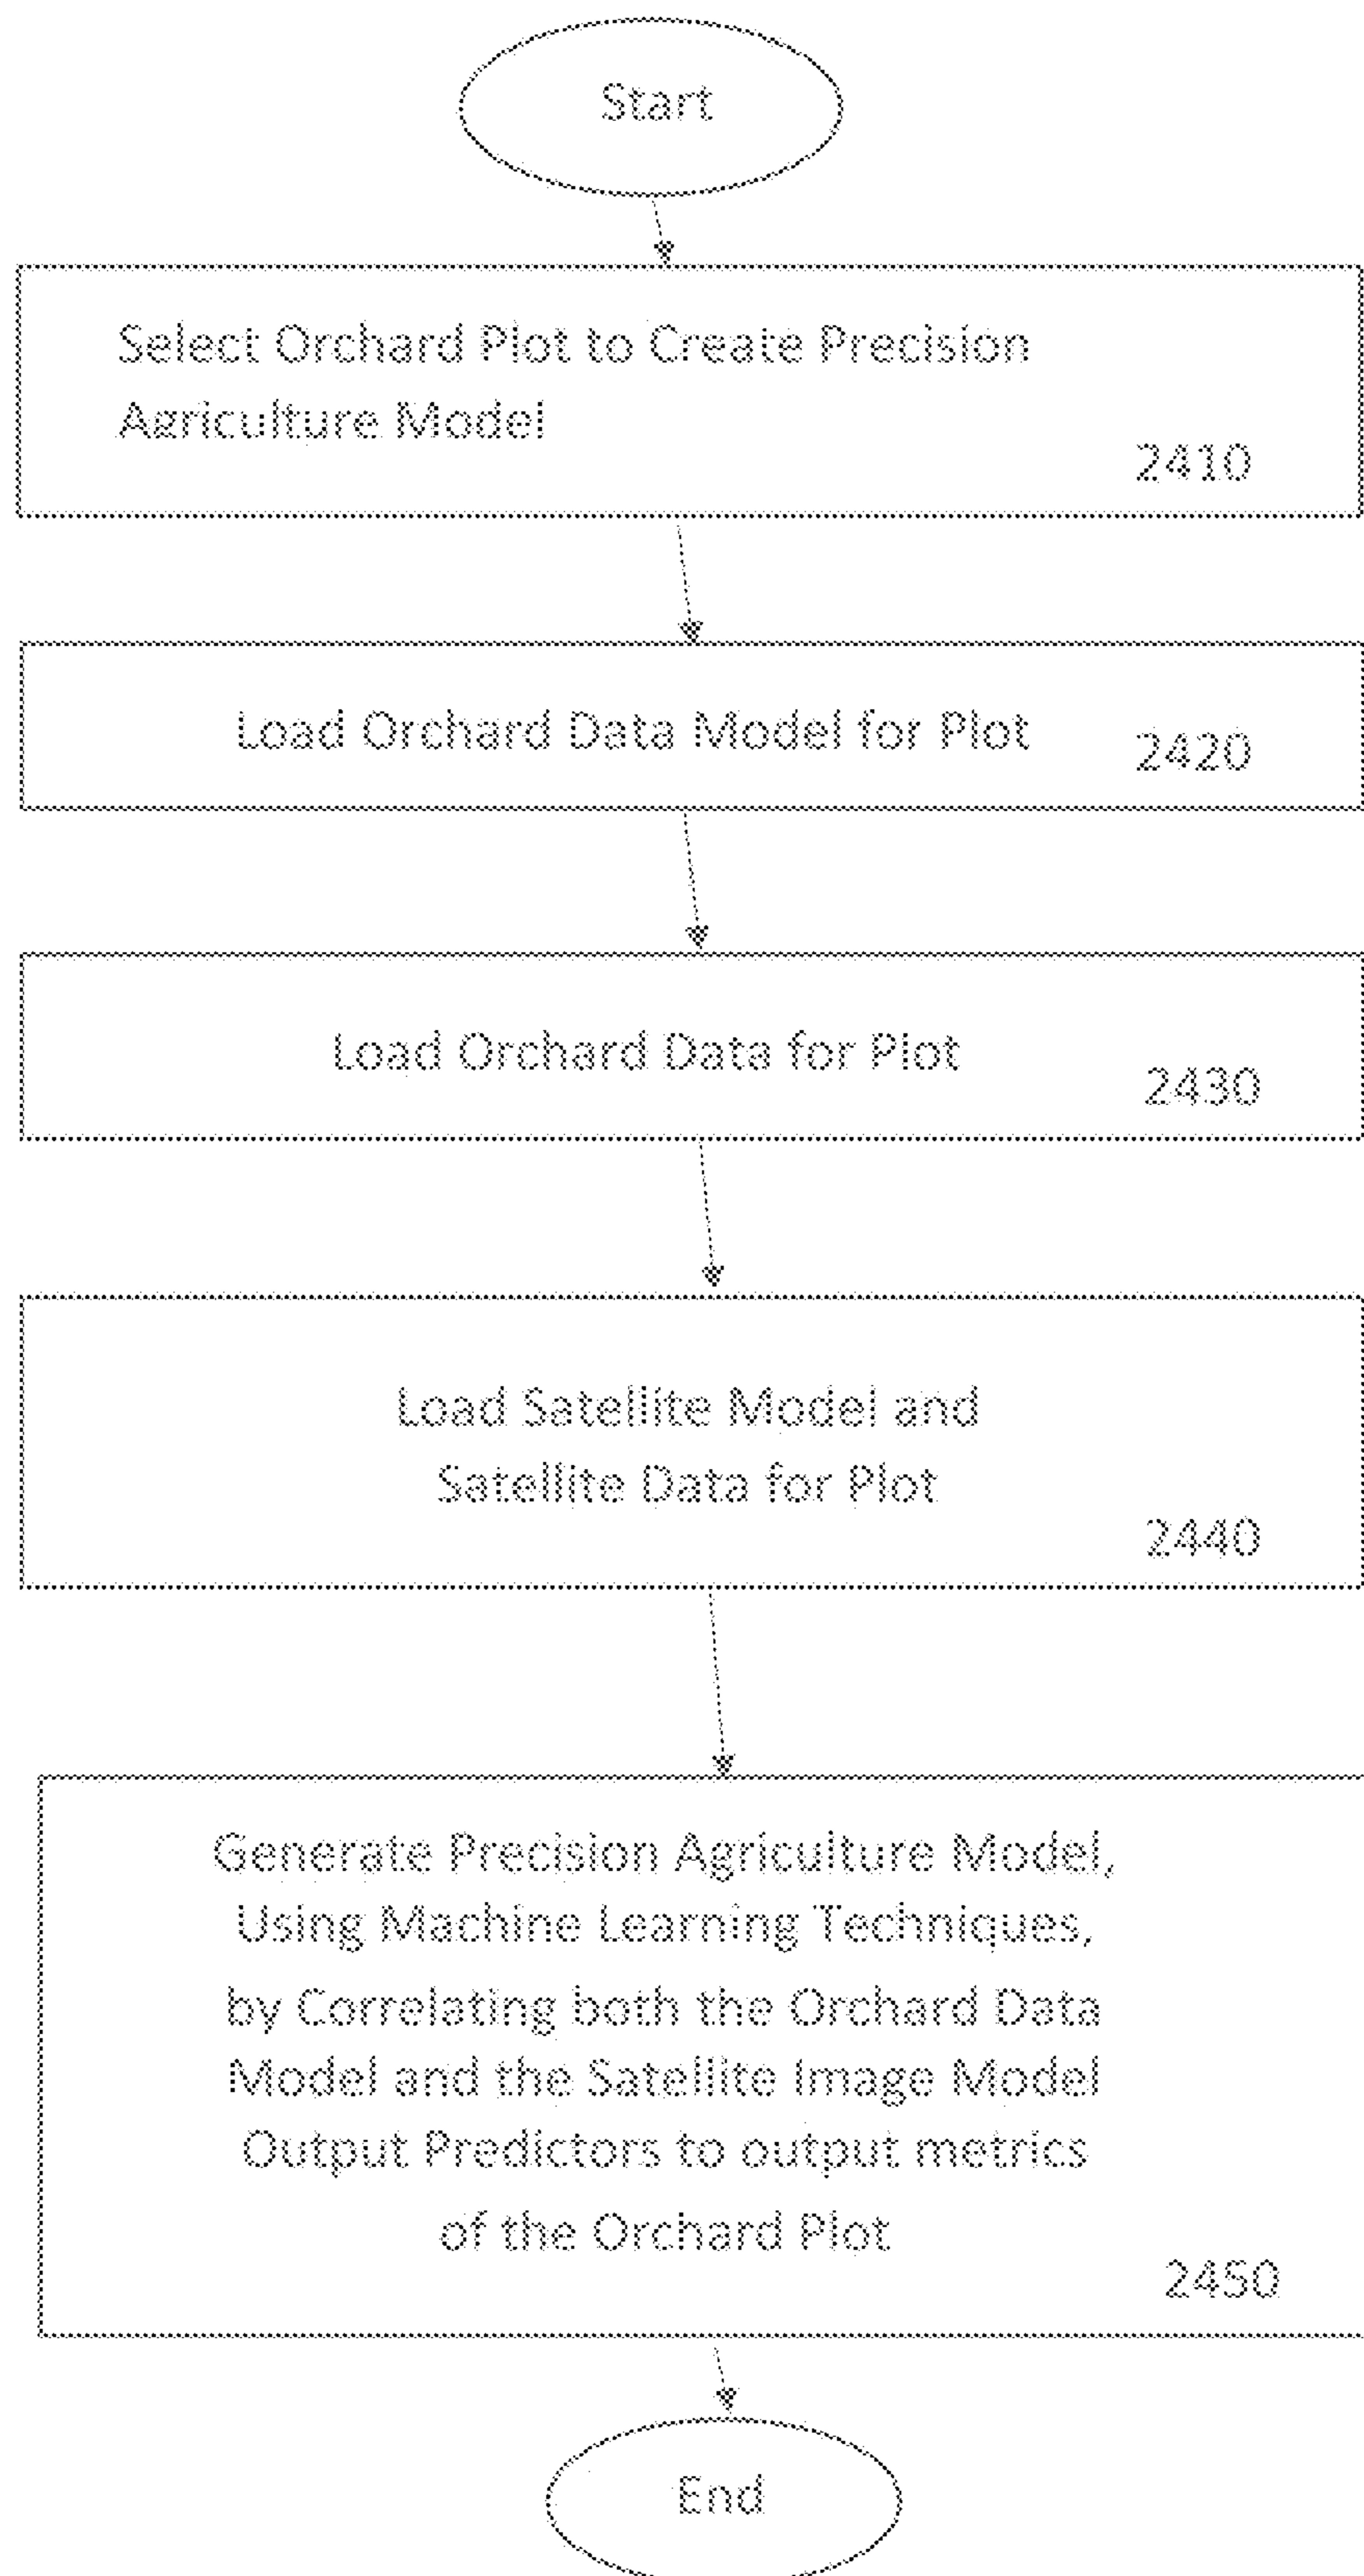 Start
Select Orchard Plot to Create Precision
Agriculture Model
2410
Load Orchard Data Model for Plot
2420
Load Orchard Data for Plot
2430
Load Satellite Model and
Satellite Data for Plot
2440
Generate Precision Agriculture Model,
Using Machine Learning Techniques,
by Correlating both the Orchard Data
Model and the Satellite Image Model
Output Predictors to output metrics
of the Orchard Plot
2450
End